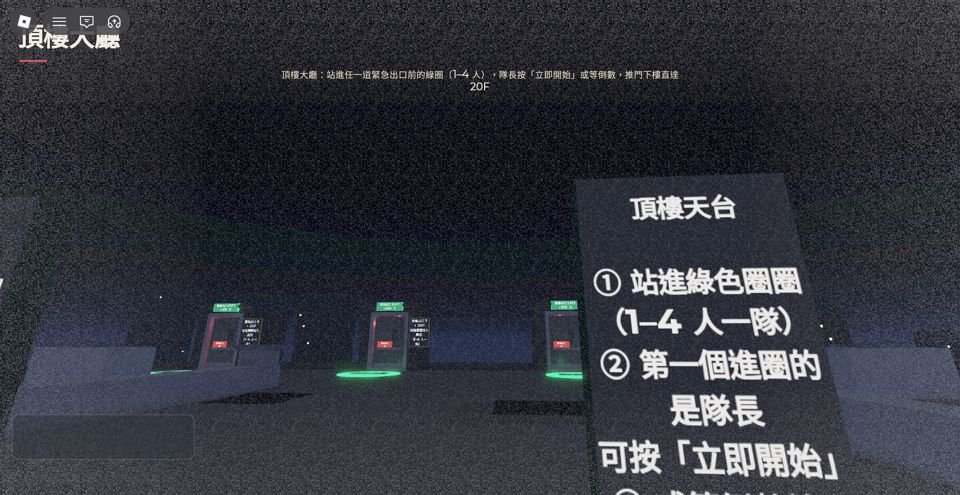 頂樓大廳
頂樓大廳：站進任一道緊急出口前的綠圈（1–4 人），隊長按「立即開始」或等倒數，推門下樓直達
20F
頂樓天台
① 站進綠色圈圈
（1–4 人一隊）
② 第一個進圈的
是隊長
可按「立即開始」